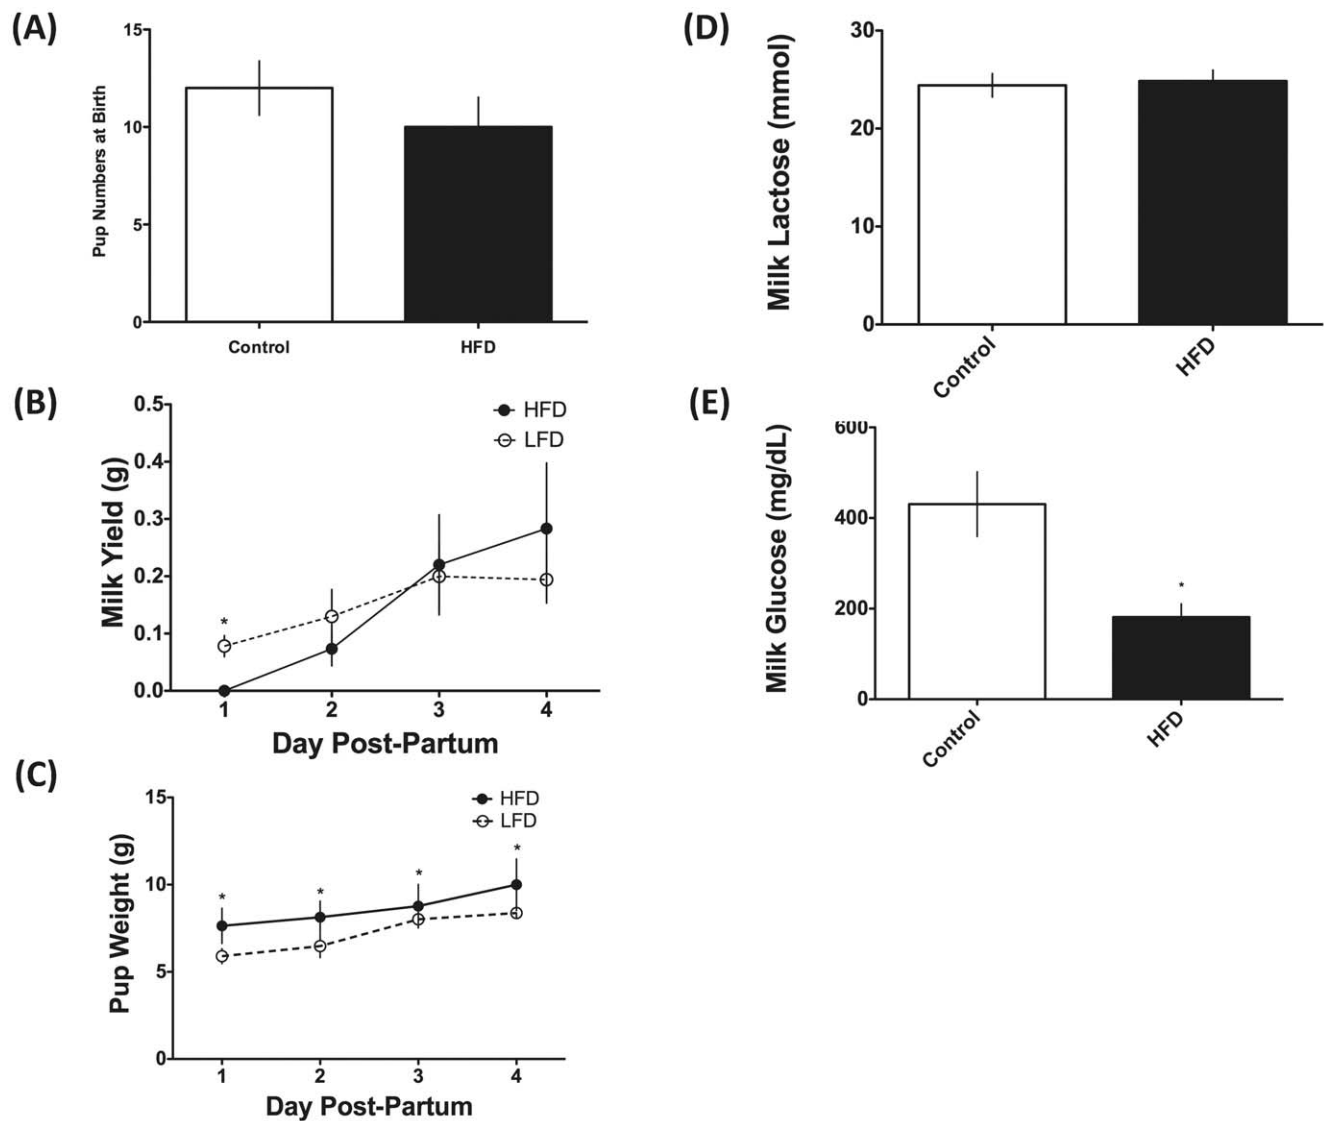 (A)
15
10
5
0
Pup Numbers at Birth
Control
HFD
(B)
0.5
0.4
0.3
0.2
0.1
0.0
Milk Yield (g)
HFD
LFD
*
1
2
3
4
Day Post-Partum
(C)
15
10
5
0
Pup Weight (g)
HFD
LFD
*
*
*
*
1
2
3
4
Day Post-Partum
(D)
30
20
10
0
Milk Lactose (mmol)
Control
HFD
(E)
600
400
200
0
Milk Glucose (mg/dL)
*
Control
HFD